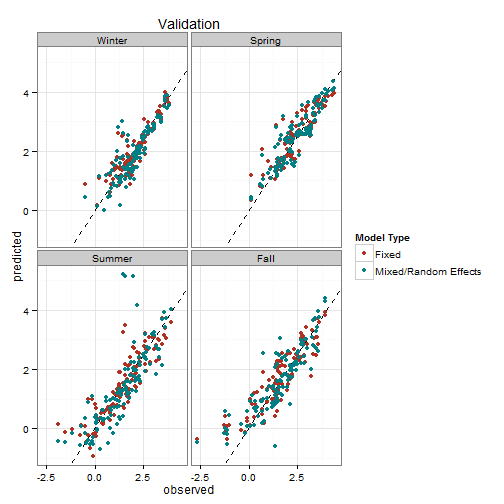 Validation
Winter
Spring
4
2
0
Summer
Fall
4
2
0
-2.5
0.0
2.5
-2.5
0.0
2.5
predicted
observed
Model Type
Fixed
Mixed/Random Effects